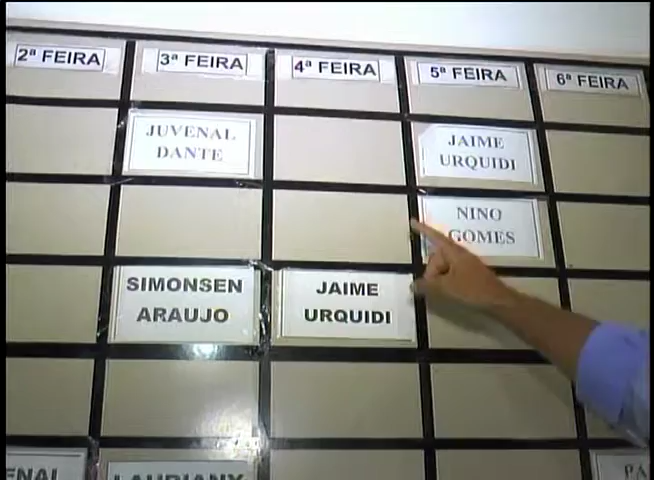 2ª FEIRA 3ª FEIRA 4ª FEIRA 5ª FEIRA 6ª FEIRA
JUVENAL
DANTE
JAIME
URQUIDI
NINO
GOMES
SIMONSEN
ARAUJO
JAIME
URQUIDI